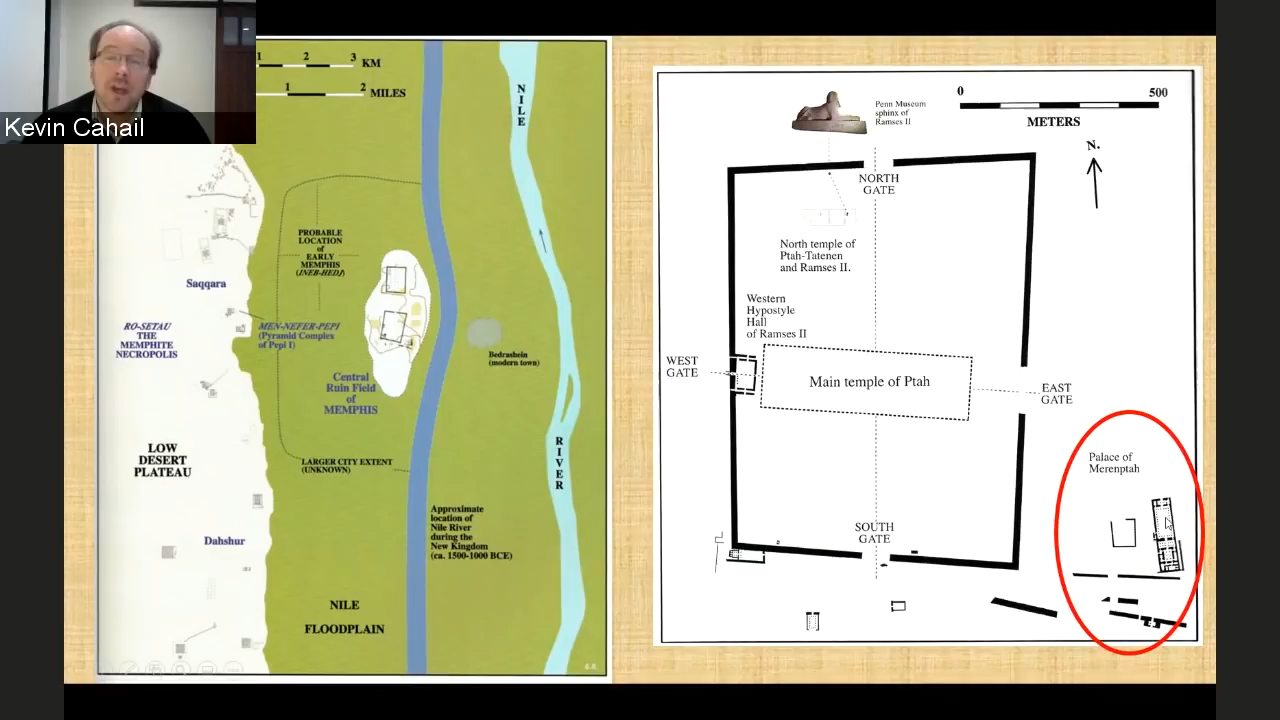 Kevin Cahail
1 2 3 KM
1 2 MILES
NILE
PROBABLE
LOCATION
of
EARLY
MEMPHIS
(INEB-HEDJ)
Saqqara
RO-SETAU
THE
MEMPHITE
NECROPOLIS
MEN-NEFER-PEPI
(Pyramid Complex
of Pepi I)
Bedrashein
(modern town)
Central
Ruin Field
of
MEMPHIS
LOW
DESERT
PLATEAU
LARGER CITY EXTENT
(UNKNOWN)
RIVER
Approximate
location of
Nile River
during the
New Kingdom
(ca. 1500-1000 BCE)
Dahshur
NILE
FLOODPLAIN
Penn Museum
sphinx of
Ramses II
0 500
METERS
N.
NORTH
GATE
North temple of
Ptah-Tatenen
and Ramses II.
Western
Hypostyle
Hall
of Ramses II
WEST
GATE
Main temple of Ptah
EAST
GATE
Palace of
Merenptah
SOUTH
GATE